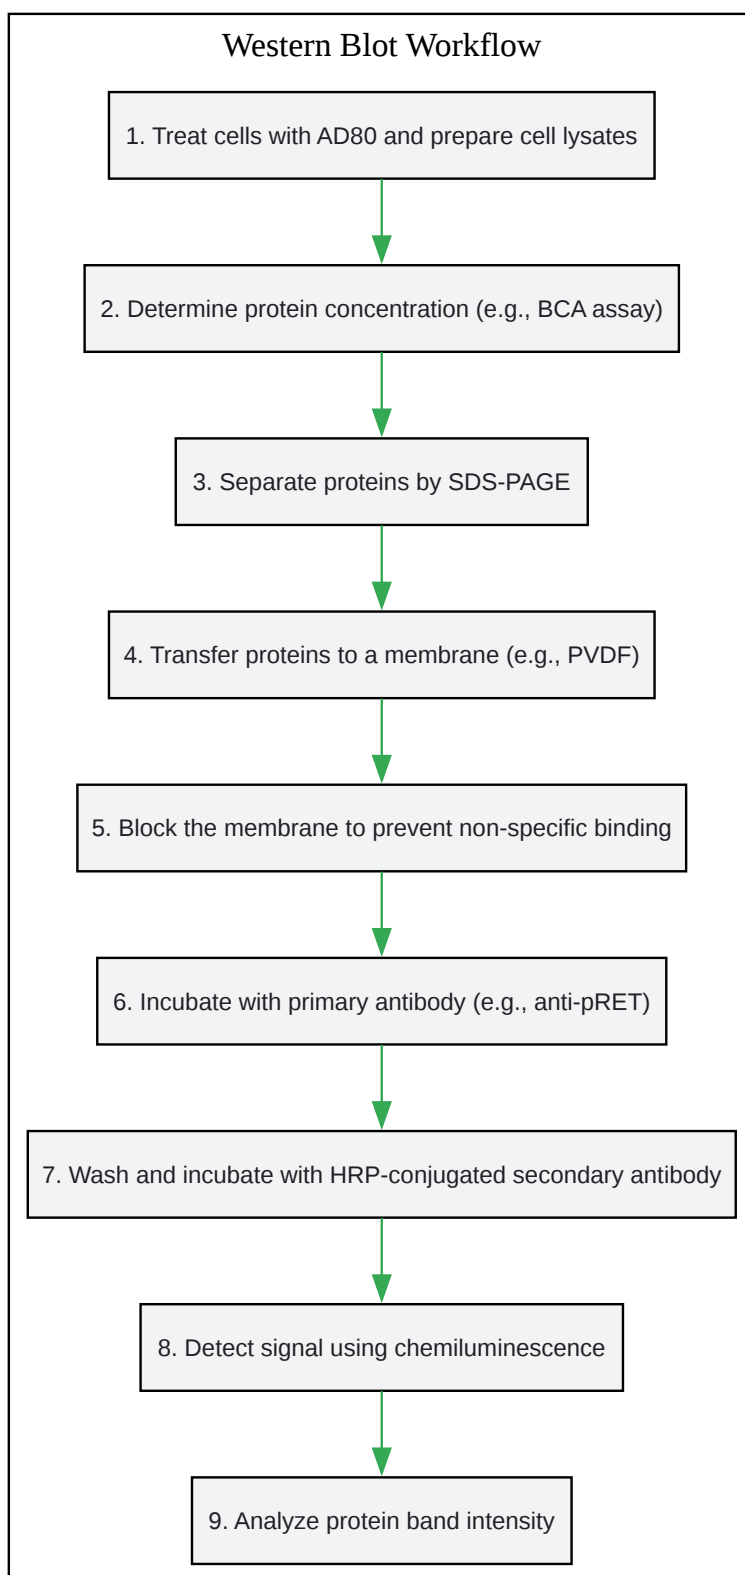 Western Blot Workflow
1. Treat cells with AD80 and prepare cell lysates
2. Determine protein concentration (e.g., BCA assay)
3. Separate proteins by SDS-PAGE
4. Transfer proteins to a membrane (e.g., PVDF)
5. Block the membrane to prevent non-specific binding
6. Incubate with primary antibody (e.g., anti-pRET)
7. Wash and incubate with HRP-conjugated secondary antibody
8. Detect signal using chemiluminescence
9. Analyze protein band intensity